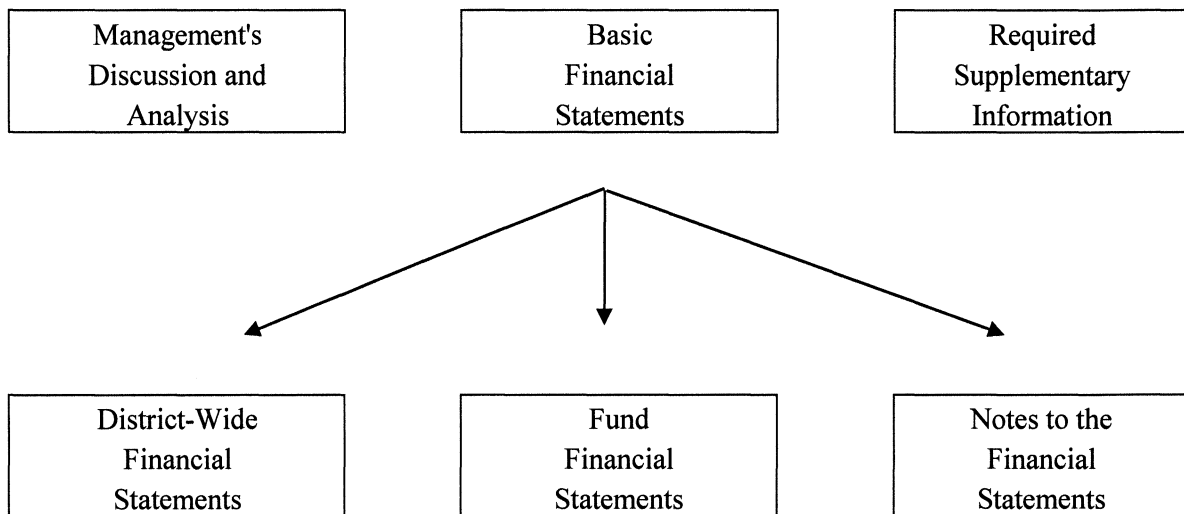 Management's
Discussion and
Analysis
Basic
Financial
Statements
Required
Supplementary
Information
District-Wide
Financial
Statements
Fund
Financial
Statements
Notes to the
Financial
Statements